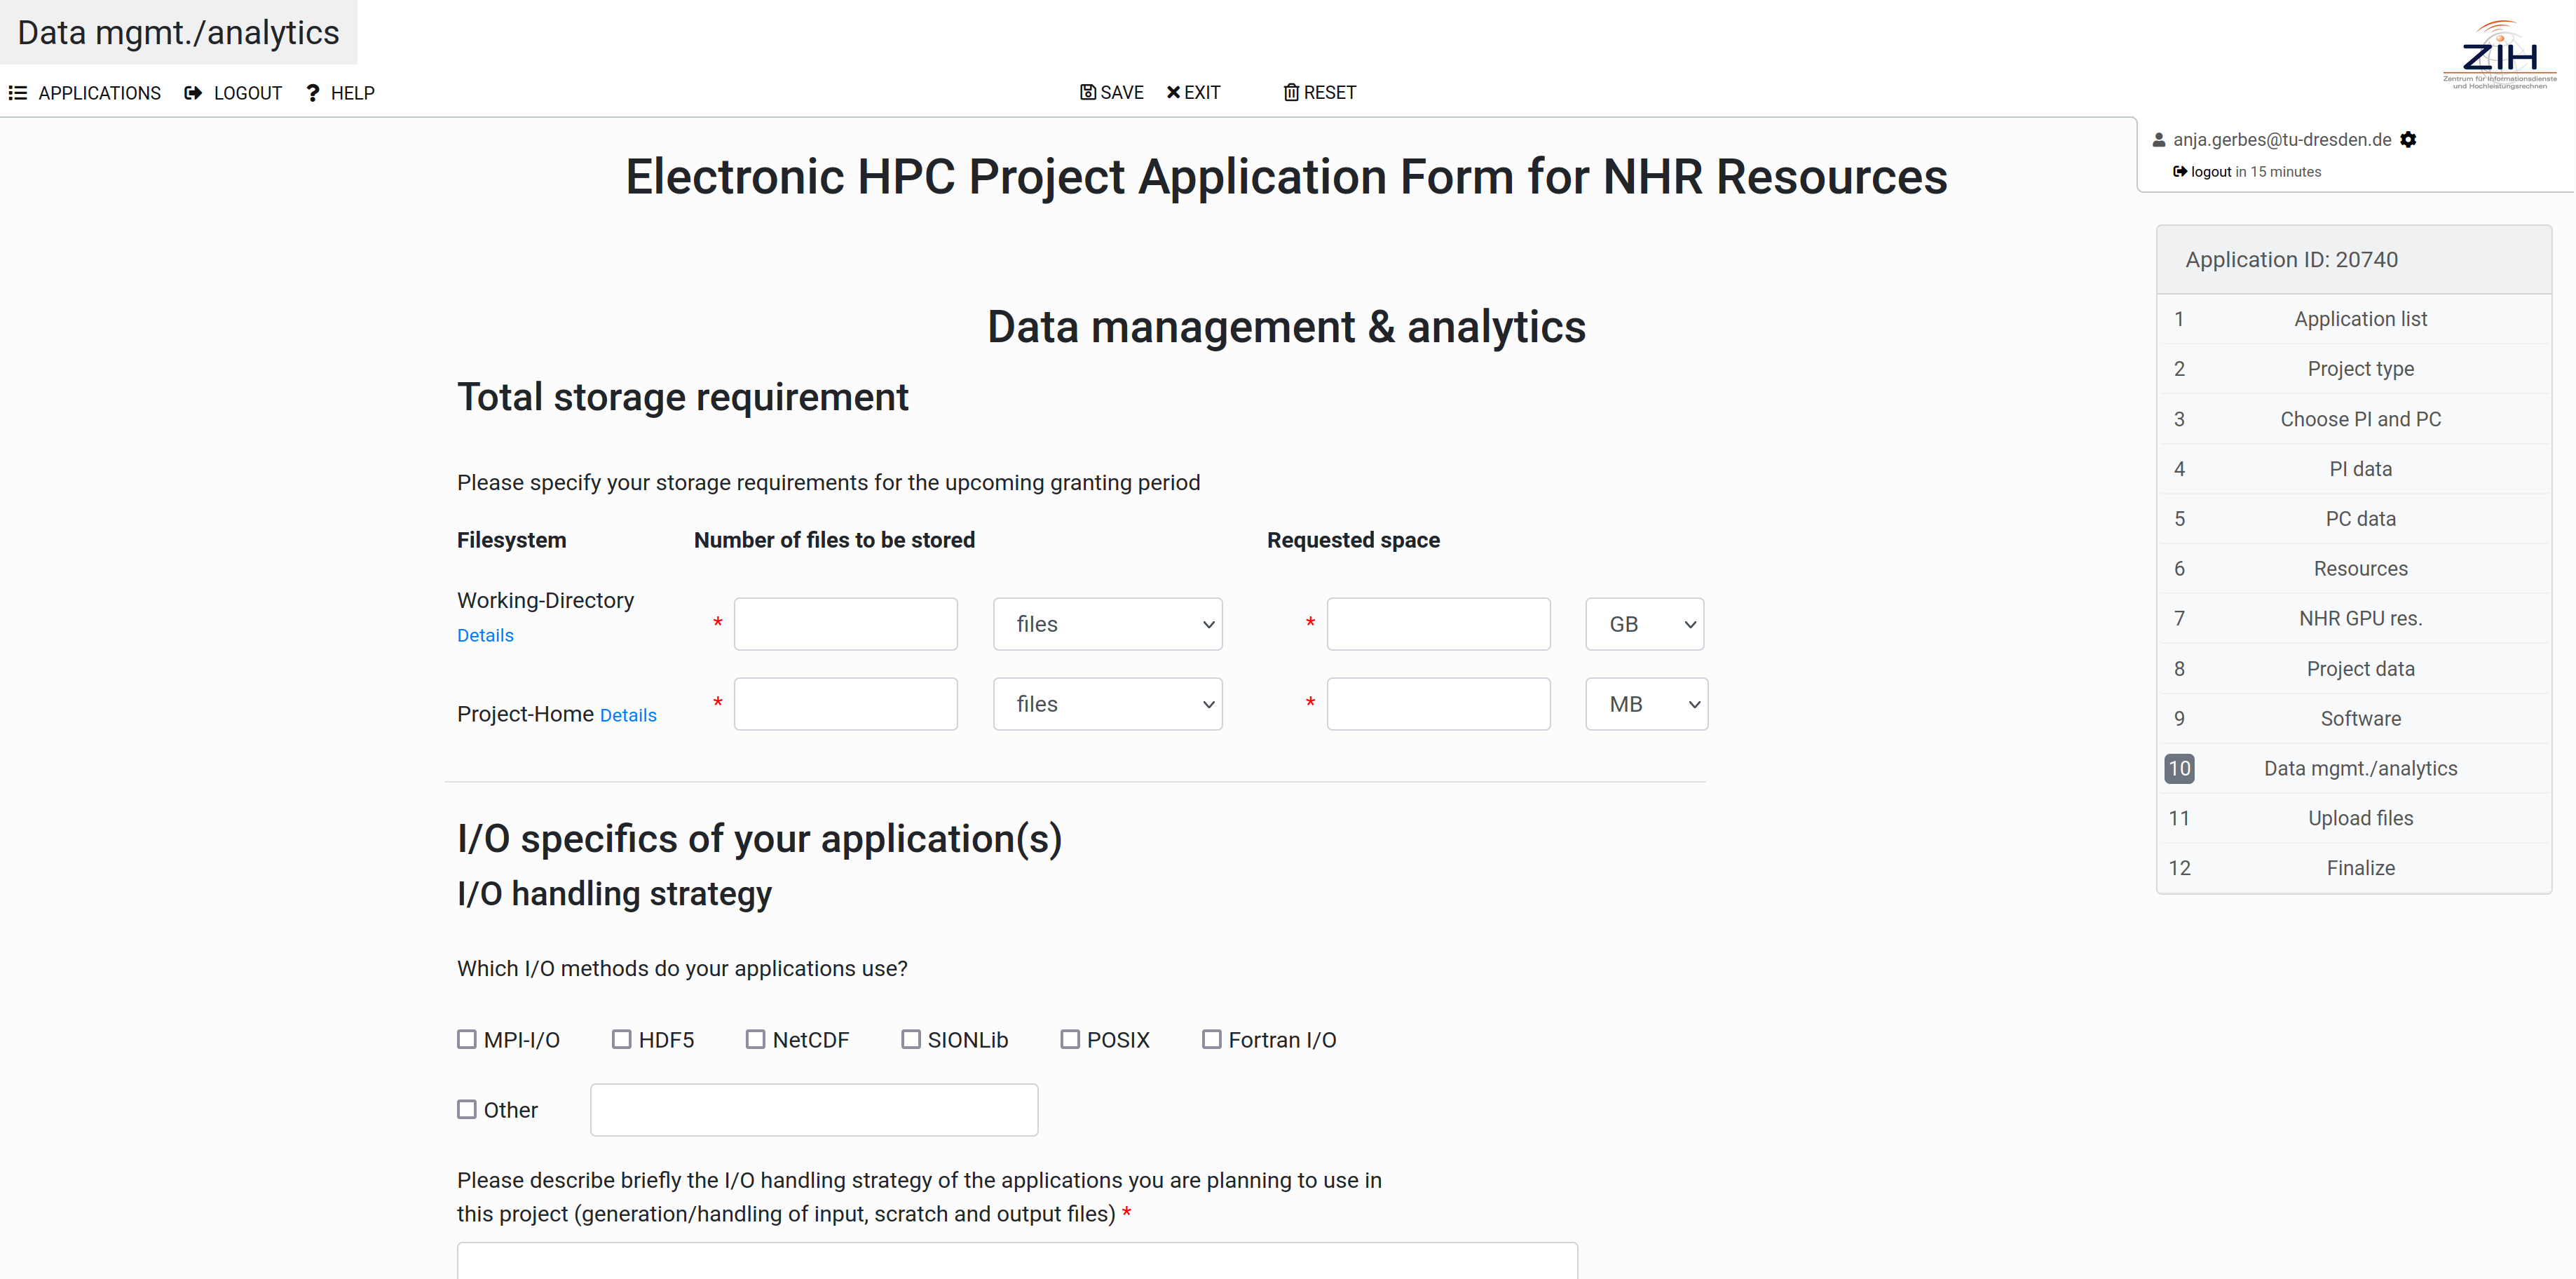 Data mgmt./analytics
APPLICATIONS LOGOUT ? HELP SAVE EXIT RESET
ZIH
Zentrum für Informationsdienste
und Hochleistungsrechnen
anja.gerbes@tu-dresden.de
logout in 15 minutes
Electronic HPC Project Application Form for NHR Resources
Data management & analytics
Total storage requirement
Please specify your storage requirements for the upcoming granting period
Filesystem Number of files to be stored Requested space
Working-Directory
Details
* files * GB
Project-Home Details * files * MB
I/O specifics of your application(s)
I/O handling strategy
Which I/O methods do your applications use?
MPI-I/O HDF5 NetCDF SIONLib POSIX Fortran I/O
Other
Please describe briefly the I/O handling strategy of the applications you are planning to use in
this project (generation/handling of input, scratch and output files) *
Application ID: 20740
1 Application list
2 Project type
3 Choose PI and PC
4 PI data
5 PC data
6 Resources
7 NHR GPU res.
8 Project data
9 Software
10 Data mgmt./analytics
11 Upload files
12 Finalize